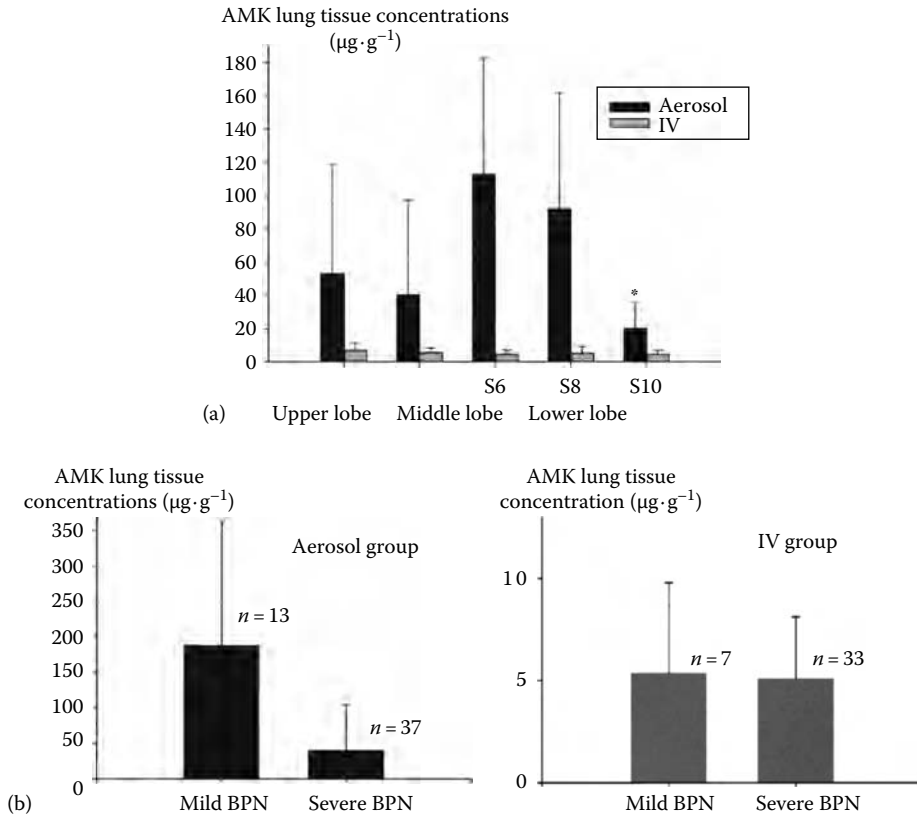 AMK lung tissue concentrations
(µg·g⁻¹)
180
160
140
120
100
80
60
40
20
0
Aerosol
IV
*
S6 S8 S10
(a) Upper lobe Middle lobe Lower lobe
AMK lung tissue
concentrations (µg·g⁻¹)
350
300
250
200
150
100
50
0
Aerosol group
n = 13
n = 37
(b) Mild BPN Severe BPN
AMK lung tissue
concentration (µg·g⁻¹)
10
5
0
IV group
n = 7
n = 33
Mild BPN Severe BPN